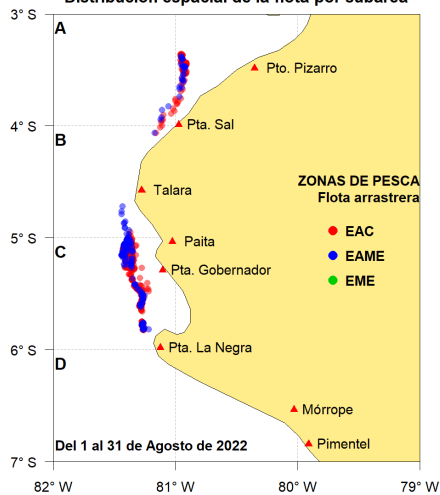 Distribución espacial de la flota por subárea
3° S
A
Pto. Pizarro
4° S
Pta. Sal
B
ZONAS DE PESCA
Talara
Flota arrastrera
EAC
5° S
Paita
C
EAME
Pta. Gobernador
EME
6° S
Pta. La Negra
D
Mórrope
Del 1 al 31 de Agosto de 2022
Pimentel
7° S
82° W
81° W
80° W
79° W